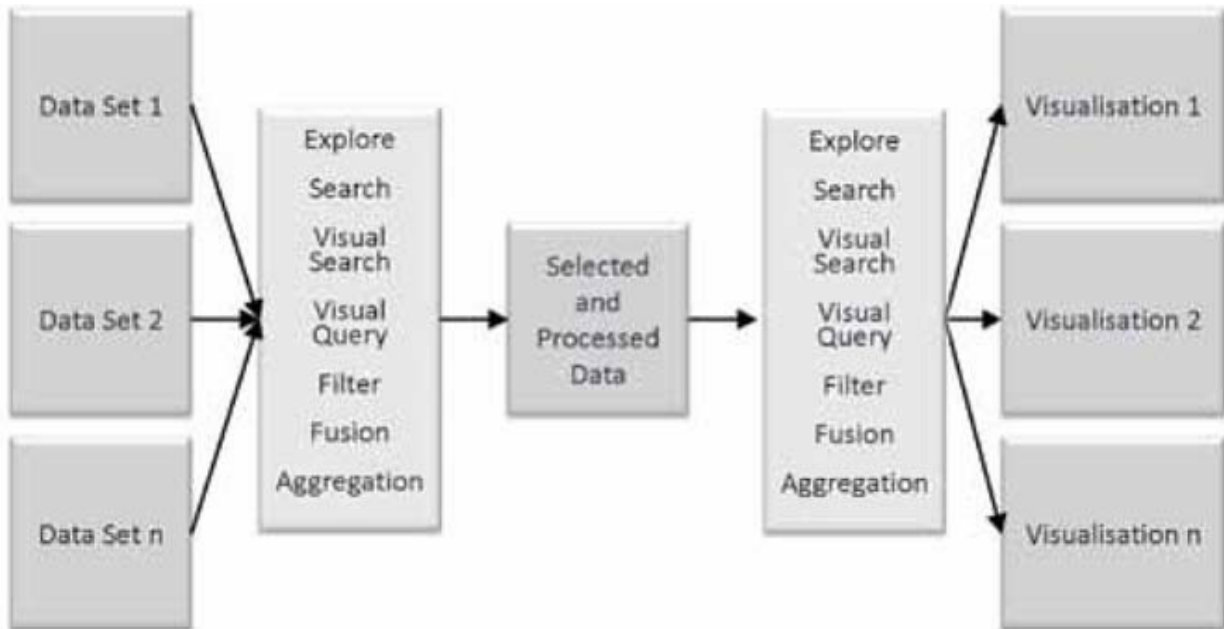 Data Set 1
Data Set 2
Data Set n
Explore
Search
Visual
Search
Visual
Query
Filter
Fusion
Aggregation
Selected
and
Processed
Data
Explore
Search
Visual
Search
Visual
Query
Filter
Fusion
Aggregation
Visualisation 1
Visualisation 2
Visualisation n